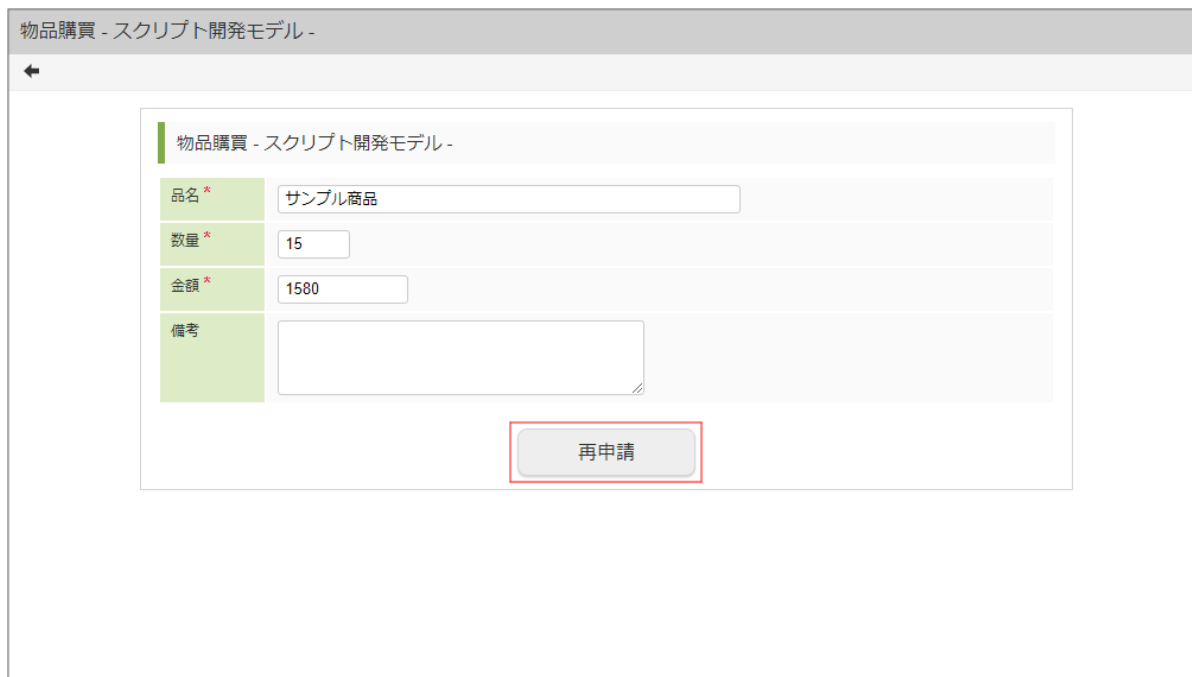 物品購買 - スクリプト開発モデル -
物品購買 - スクリプト開発モデル -
品名 * サンプル商品
数量 * 15
金額 * 1580
備考
再申請